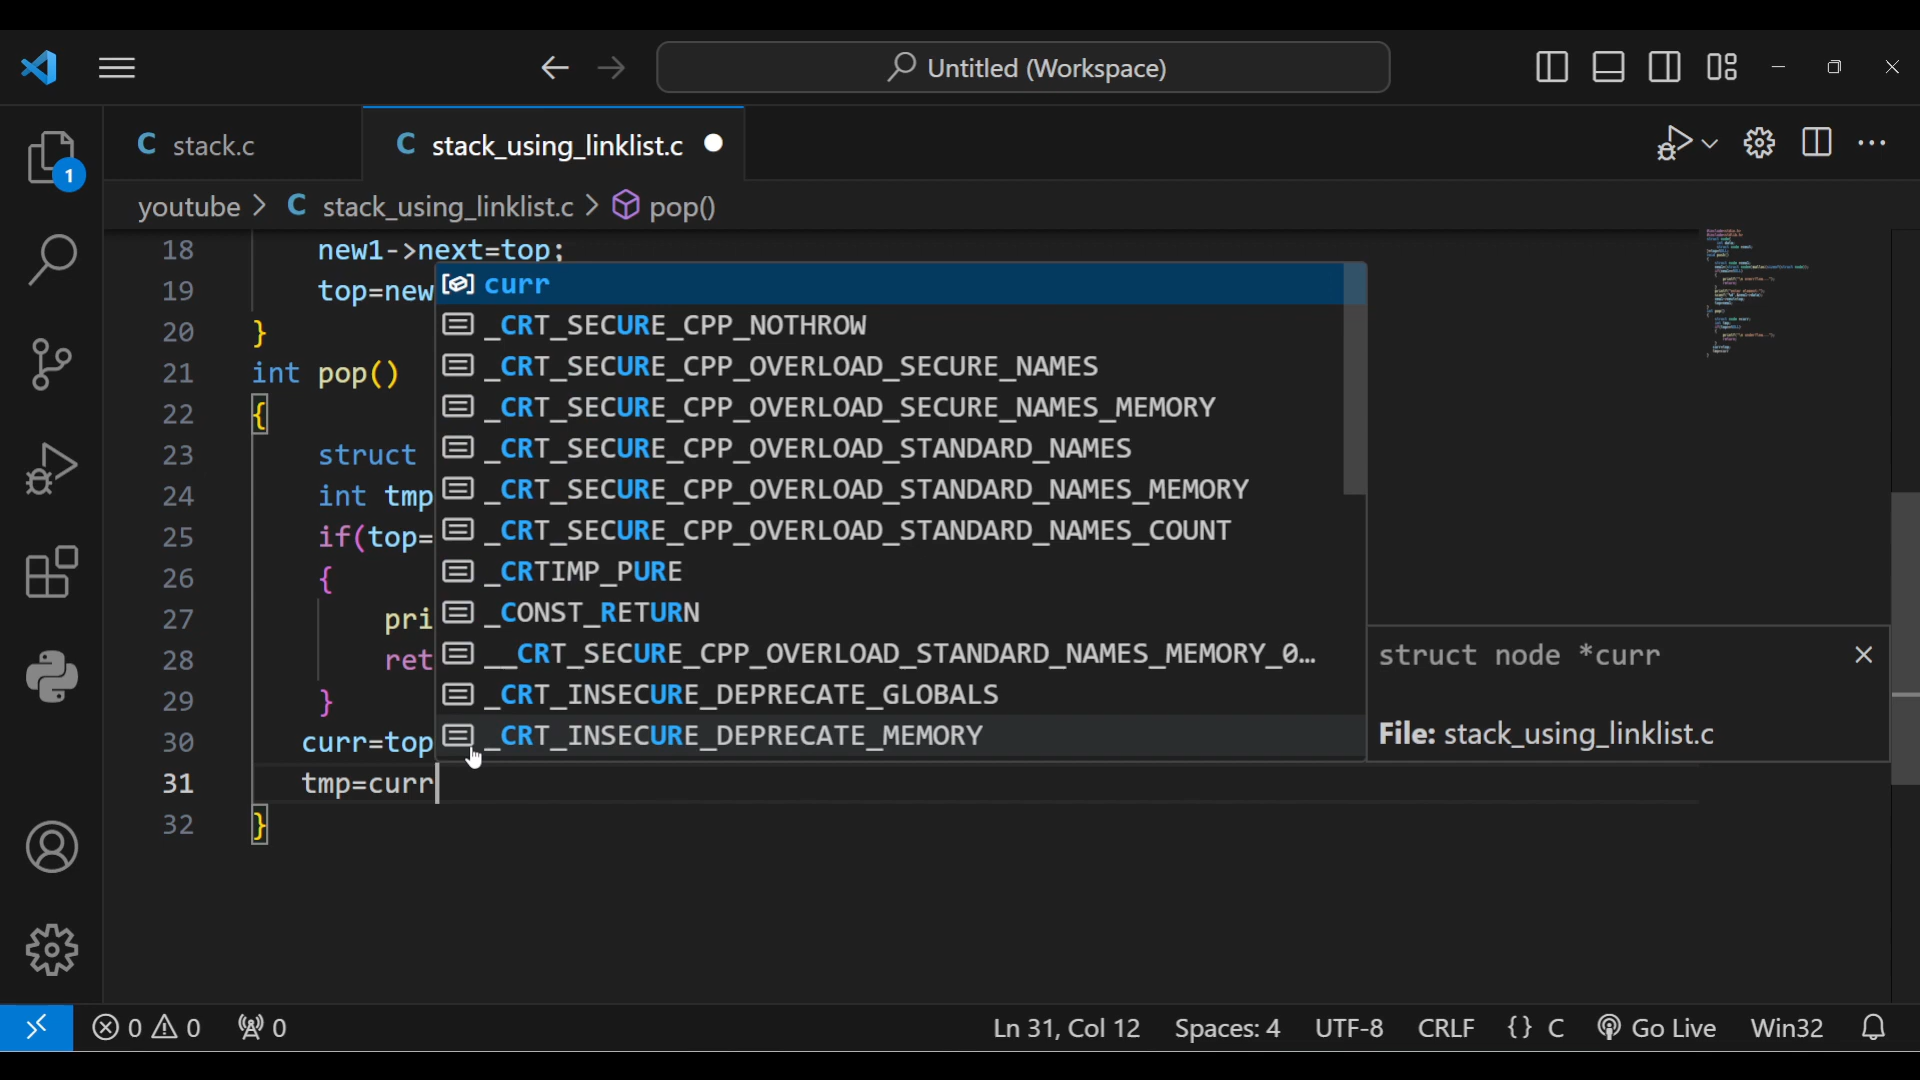 Untitled (Workspace)
C stack.c
C stack_using_linklist.c
1
youtube > C stack_using_linklist.c > pop()
18 new1->next=top;
19 top=new
20 }
21 int pop()
22 {
23 struct
24 int tmp
25 if(top=
26 {
27 pri
28 ret
29 }
30 curr=top
31 tmp=curr
32 }
curr
_CRT_SECURE_CPP_NOTHROW
_CRT_SECURE_CPP_OVERLOAD_SECURE_NAMES
_CRT_SECURE_CPP_OVERLOAD_SECURE_NAMES_MEMORY
_CRT_SECURE_CPP_OVERLOAD_STANDARD_NAMES
_CRT_SECURE_CPP_OVERLOAD_STANDARD_NAMES_MEMORY
_CRT_SECURE_CPP_OVERLOAD_STANDARD_NAMES_COUNT
_CRTIMP_PURE
_CONST_RETURN
__CRT_SECURE_CPP_OVERLOAD_STANDARD_NAMES_MEMORY_0…
_CRT_INSECURE_DEPRECATE_GLOBALS
_CRT_INSECURE_DEPRECATE_MEMORY
struct node *curr
File: stack_using_linklist.c
0 0 0 Ln 31, Col 12 Spaces: 4 UTF-8 CRLF {} C Go Live Win32